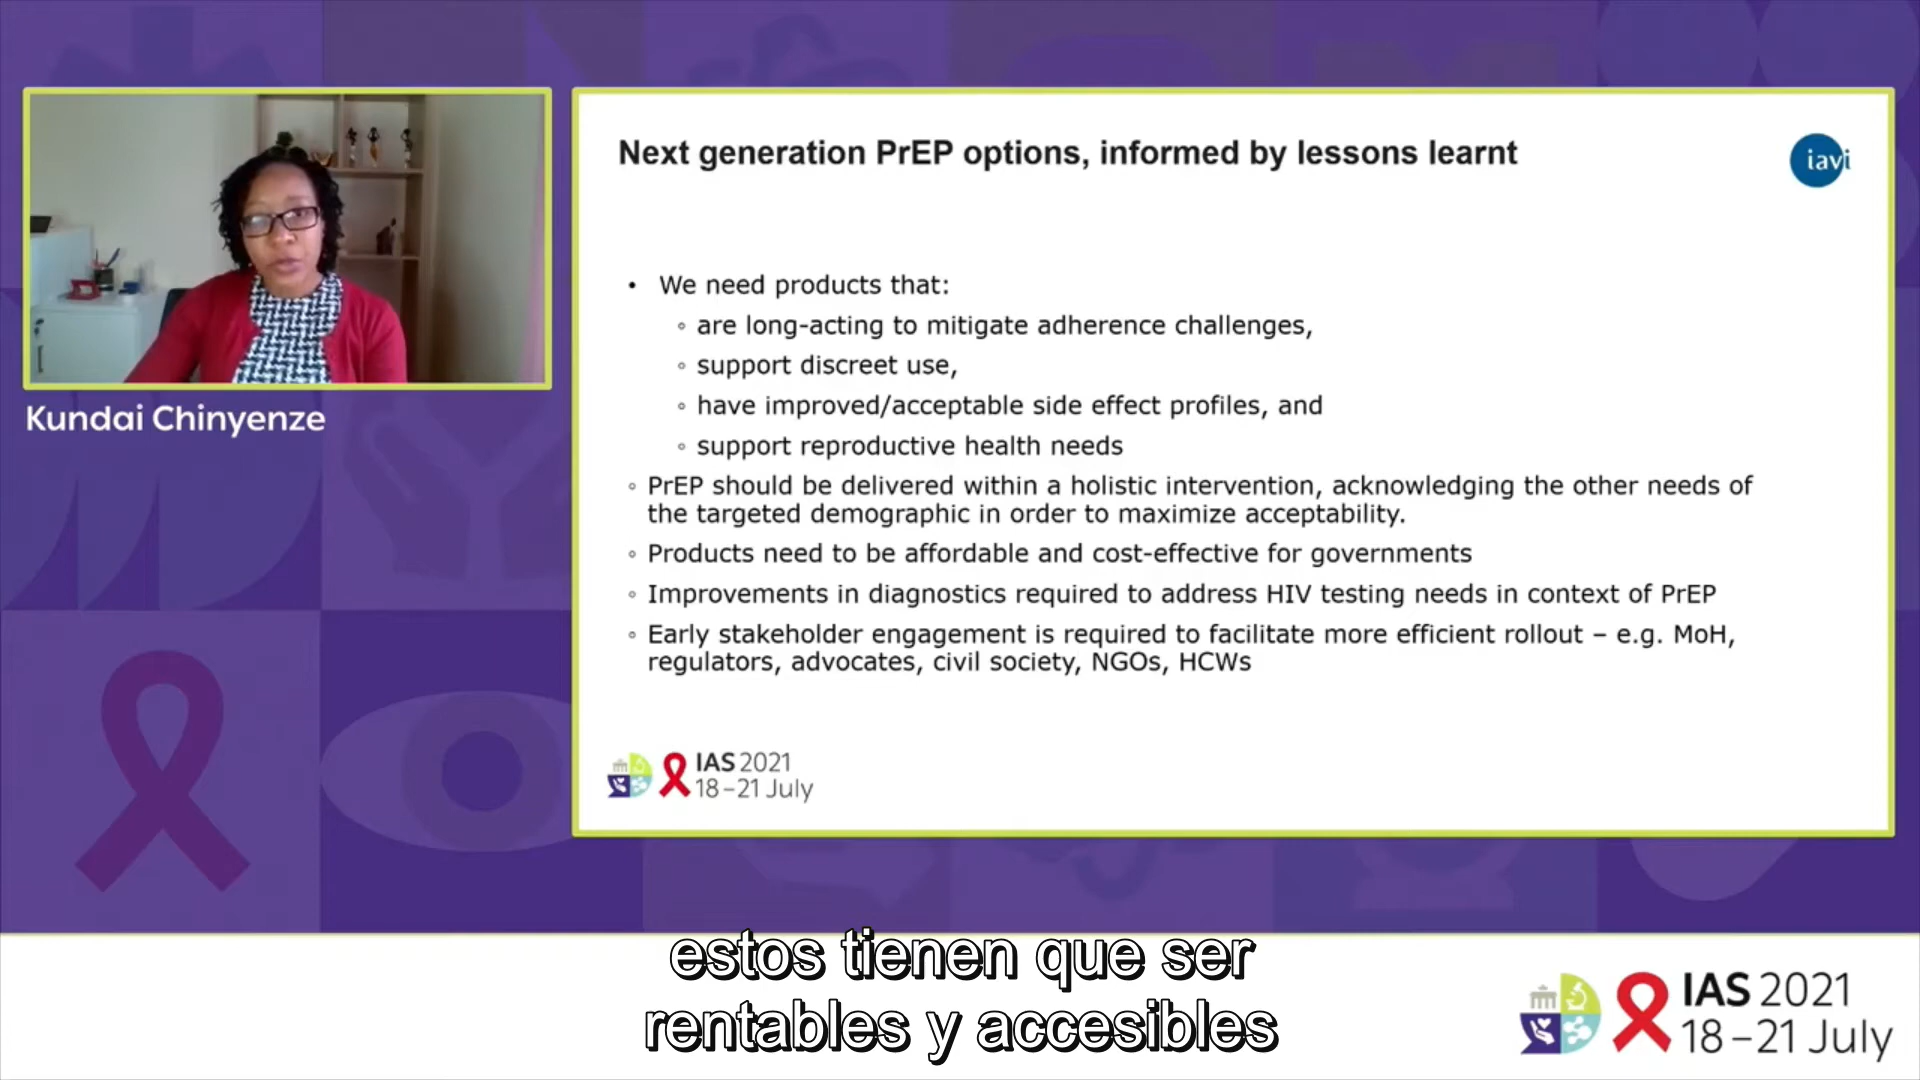 Kundai Chinyenze
Next generation PrEP options, informed by lessons learnt
iavi
• We need products that:
◦ are long-acting to mitigate adherence challenges,
◦ support discreet use,
◦ have improved/acceptable side effect profiles, and
◦ support reproductive health needs
◦ PrEP should be delivered within a holistic intervention, acknowledging the other needs of
the targeted demographic in order to maximize acceptability.
◦ Products need to be affordable and cost-effective for governments
◦ Improvements in diagnostics required to address HIV testing needs in context of PrEP
◦ Early stakeholder engagement is required to facilitate more efficient rollout – e.g. MoH,
regulators, advocates, civil society, NGOs, HCWs
IAS 2021
18–21 July
estos tienen que ser
rentables y accesibles
IAS 2021
18–21 July